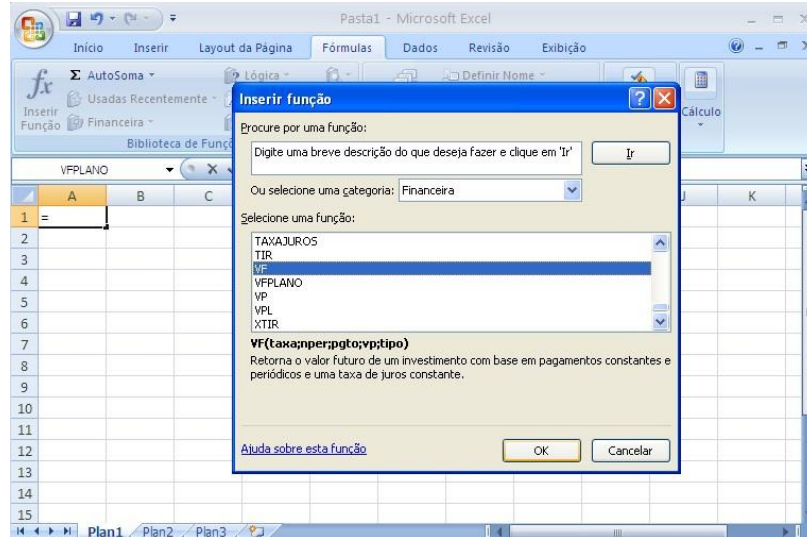 Pasta1 - Microsoft Excel
Início Inserir Layout da Página Fórmulas Dados Revisão Exibição
Inserir Função
Σ AutoSoma
Usadas Recentemente
Financeira
Lógica
Definir Nome
Cálculo
Biblioteca de Funçõ
VFPLANO
A B C J K
1 =
2
3
4
5
6
7
8
9
10
11
12
13
14
15
Plan1 Plan2 Plan3
Inserir função
Procure por uma função:
Digite uma breve descrição do que deseja fazer e clique em 'Ir'
Ir
Ou selecione uma categoria: Financeira
Selecione uma função:
TAXAJUROS
TIR
VF
VFPLANO
VP
VPL
XTIR
VF(taxa;nper;pgto;vp;tipo)
Retorna o valor futuro de um investimento com base em pagamentos constantes e
periódicos e uma taxa de juros constante.
Ajuda sobre esta função
OK
Cancelar